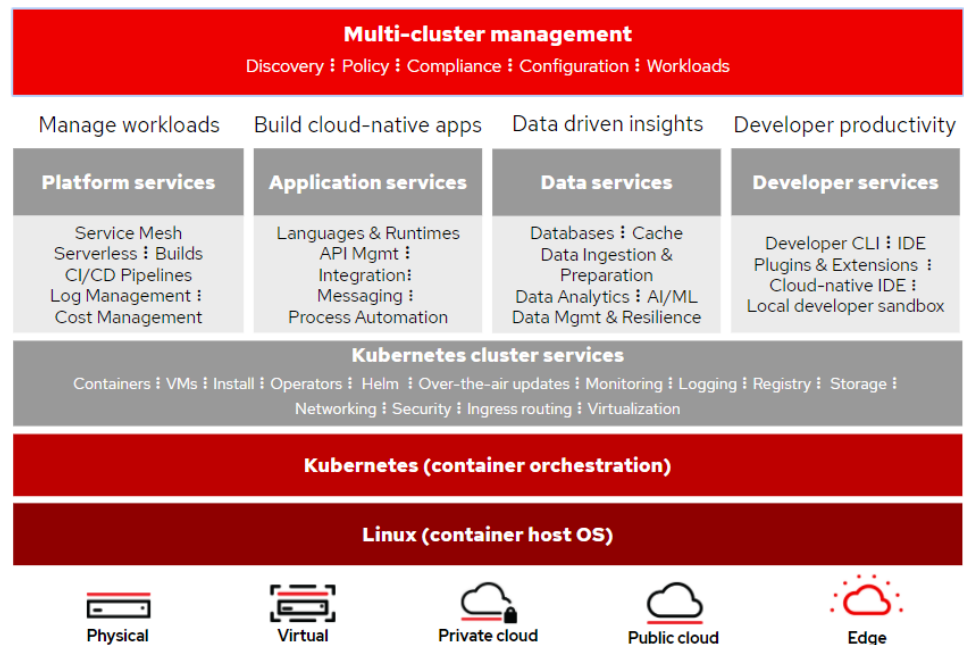 Multi-cluster management
Discovery ⋮ Policy ⋮ Compliance ⋮ Configuration ⋮ Workloads
Manage workloads
Build cloud-native apps
Data driven insights
Developer productivity
Platform services
Service Mesh
Serverless ⋮ Builds
CI/CD Pipelines
Log Management ⋮
Cost Management
Application services
Languages & Runtimes
API Mgmt ⋮
Integration⋮
Messaging ⋮
Process Automation
Data services
Databases ⋮ Cache
Data Ingestion &
Preparation
Data Analytics ⋮ AI/ML
Data Mgmt & Resilience
Developer services
Developer CLI ⋮ IDE
Plugins & Extensions ⋮
Cloud-native IDE ⋮
Local developer sandbox
Kubernetes cluster services
Containers ⋮ VMs ⋮ Install ⋮ Operators ⋮ Helm ⋮ Over-the-air updates ⋮ Monitoring ⋮ Logging ⋮ Registry ⋮ Storage ⋮
Networking ⋮ Security ⋮ Ingress routing ⋮ Virtualization
Kubernetes (container orchestration)
Linux (container host OS)
Physical
Virtual
Private cloud
Public cloud
Edge